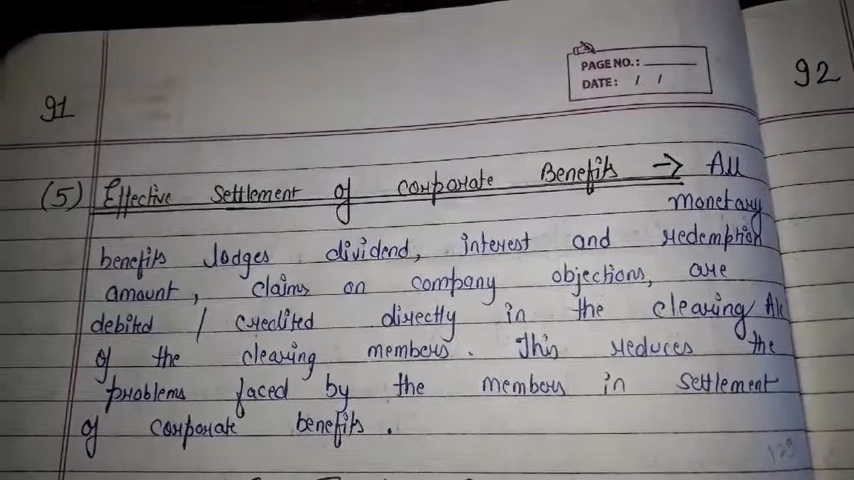 91
PAGE NO.:
DATE: / /
92
(5) Effective Settlement of corporate Benefits → All
monetary
benefits lodges dividend, interest and redemption
amount, claims on company objections, are
debited / credited directly in the clearing A/c
of the clearing members. This reduces the
problems faced by the members in settlement
of corporate benefits.
129